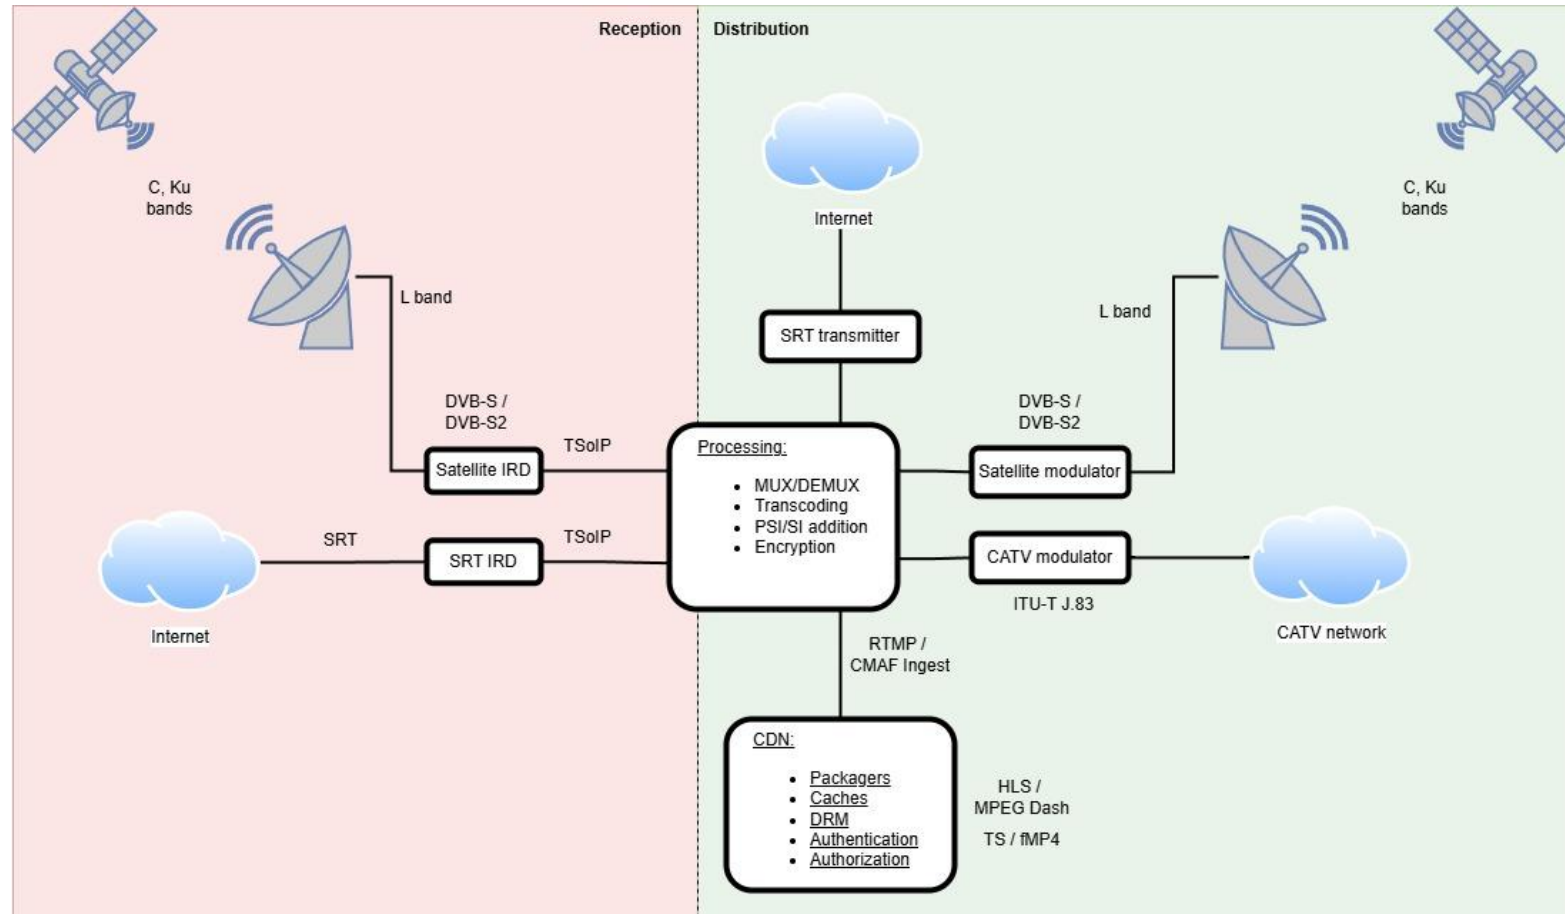 Reception
Distribution
C, Ku
bands
C, Ku
bands
Internet
L band
L band
SRT transmitter
DVB-S /
DVB-S2
DVB-S /
DVB-S2
TSoIP
Satellite IRD
Processing:
MUX/DEMUX
Transcoding
PSI/SI addition
Encryption
Satellite modulator
SRT
TSoIP
SRT IRD
CATV modulator
ITU-T J.83
Internet
CATV network
RTMP /
CMAF Ingest
CDN:
Packagers
Caches
DRM
Authentication
Authorization
HLS /
MPEG Dash
TS / fMP4